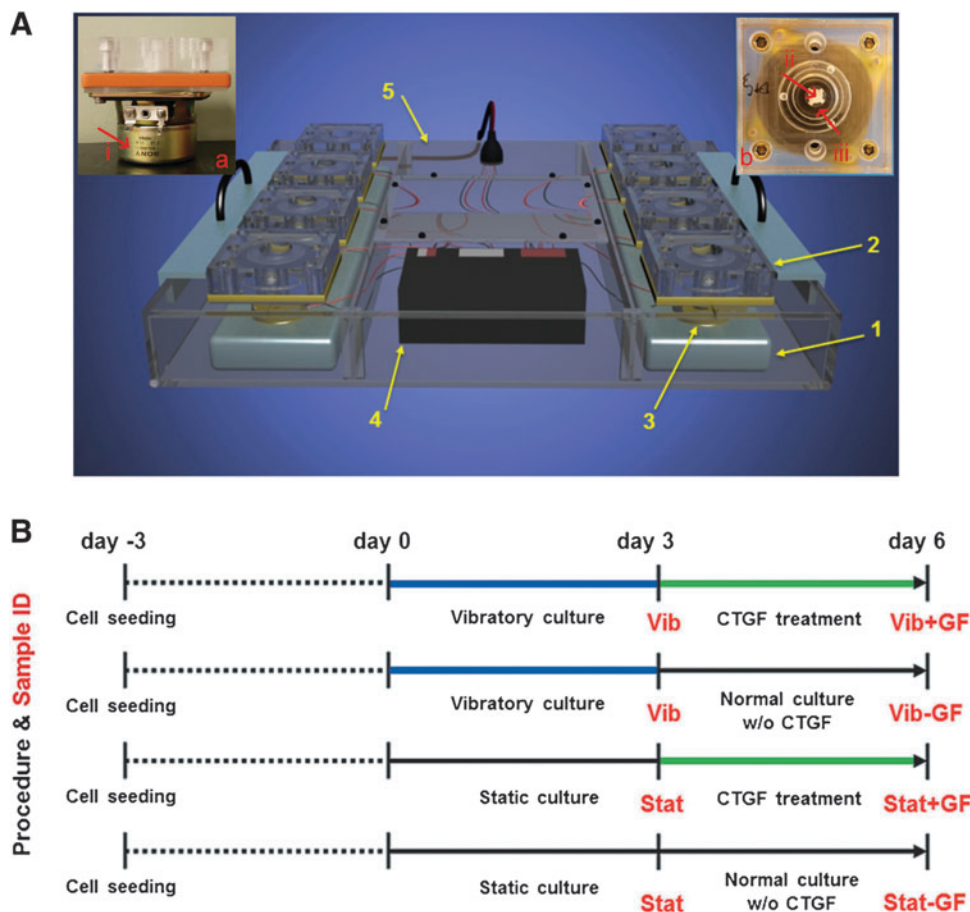 A
5
i
a
ii
iii
b
2
1
3
4
B
Procedure & Sample ID
day -3 day 0 day 3 day 6
Cell seeding Vibratory culture Vib CTGF treatment Vib+GF
Cell seeding Vibratory culture Vib Normal culture
w/o CTGF Vib-GF
Cell seeding Static culture Stat CTGF treatment Stat+GF
Cell seeding Static culture Stat Normal culture
w/o CTGF Stat-GF